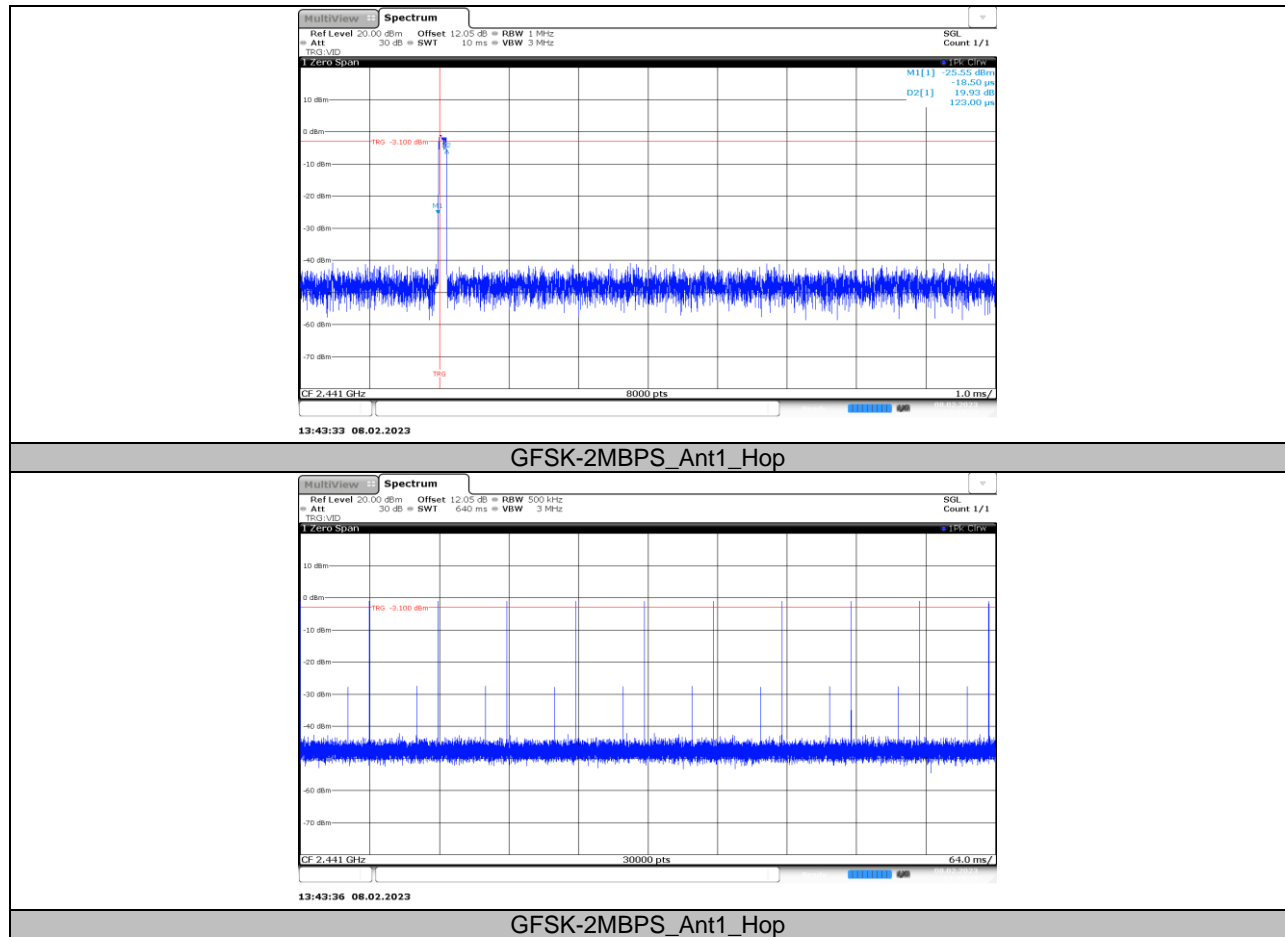 MultiView Spectrum
Ref Level 20.00 dBm Offset 12.05 dB RBW 1 MHz SGL
Att 30 dB SWT 10 ms VBW 3 MHz Count 1/1
TRG:VID
1 Zero Span 1Pk Clrw
M1[1] -25.55 dBm
-18.50 µs
D2[1] 19.93 dB
123.00 µs
10 dBm
0 dBm
TRG -3.100 dBm
-10 dBm
-20 dBm
M1
-30 dBm
-40 dBm
-60 dBm
-70 dBm
TRG
CF 2.441 GHz 8000 pts 1.0 ms/
13:43:33 08.02.2023
GFSK-2MBPS_Ant1_Hop
MultiView Spectrum
Ref Level 20.00 dBm Offset 12.05 dB RBW 500 kHz SGL
Att 30 dB SWT 640 ms VBW 3 MHz Count 1/1
TRG:VID
1 Zero Span 1Pk Clrw
10 dBm
0 dBm
TRG -3.100 dBm
-10 dBm
-20 dBm
-30 dBm
-40 dBm
-60 dBm
-70 dBm
CF 2.441 GHz 30000 pts 64.0 ms/
13:43:36 08.02.2023
GFSK-2MBPS_Ant1_Hop